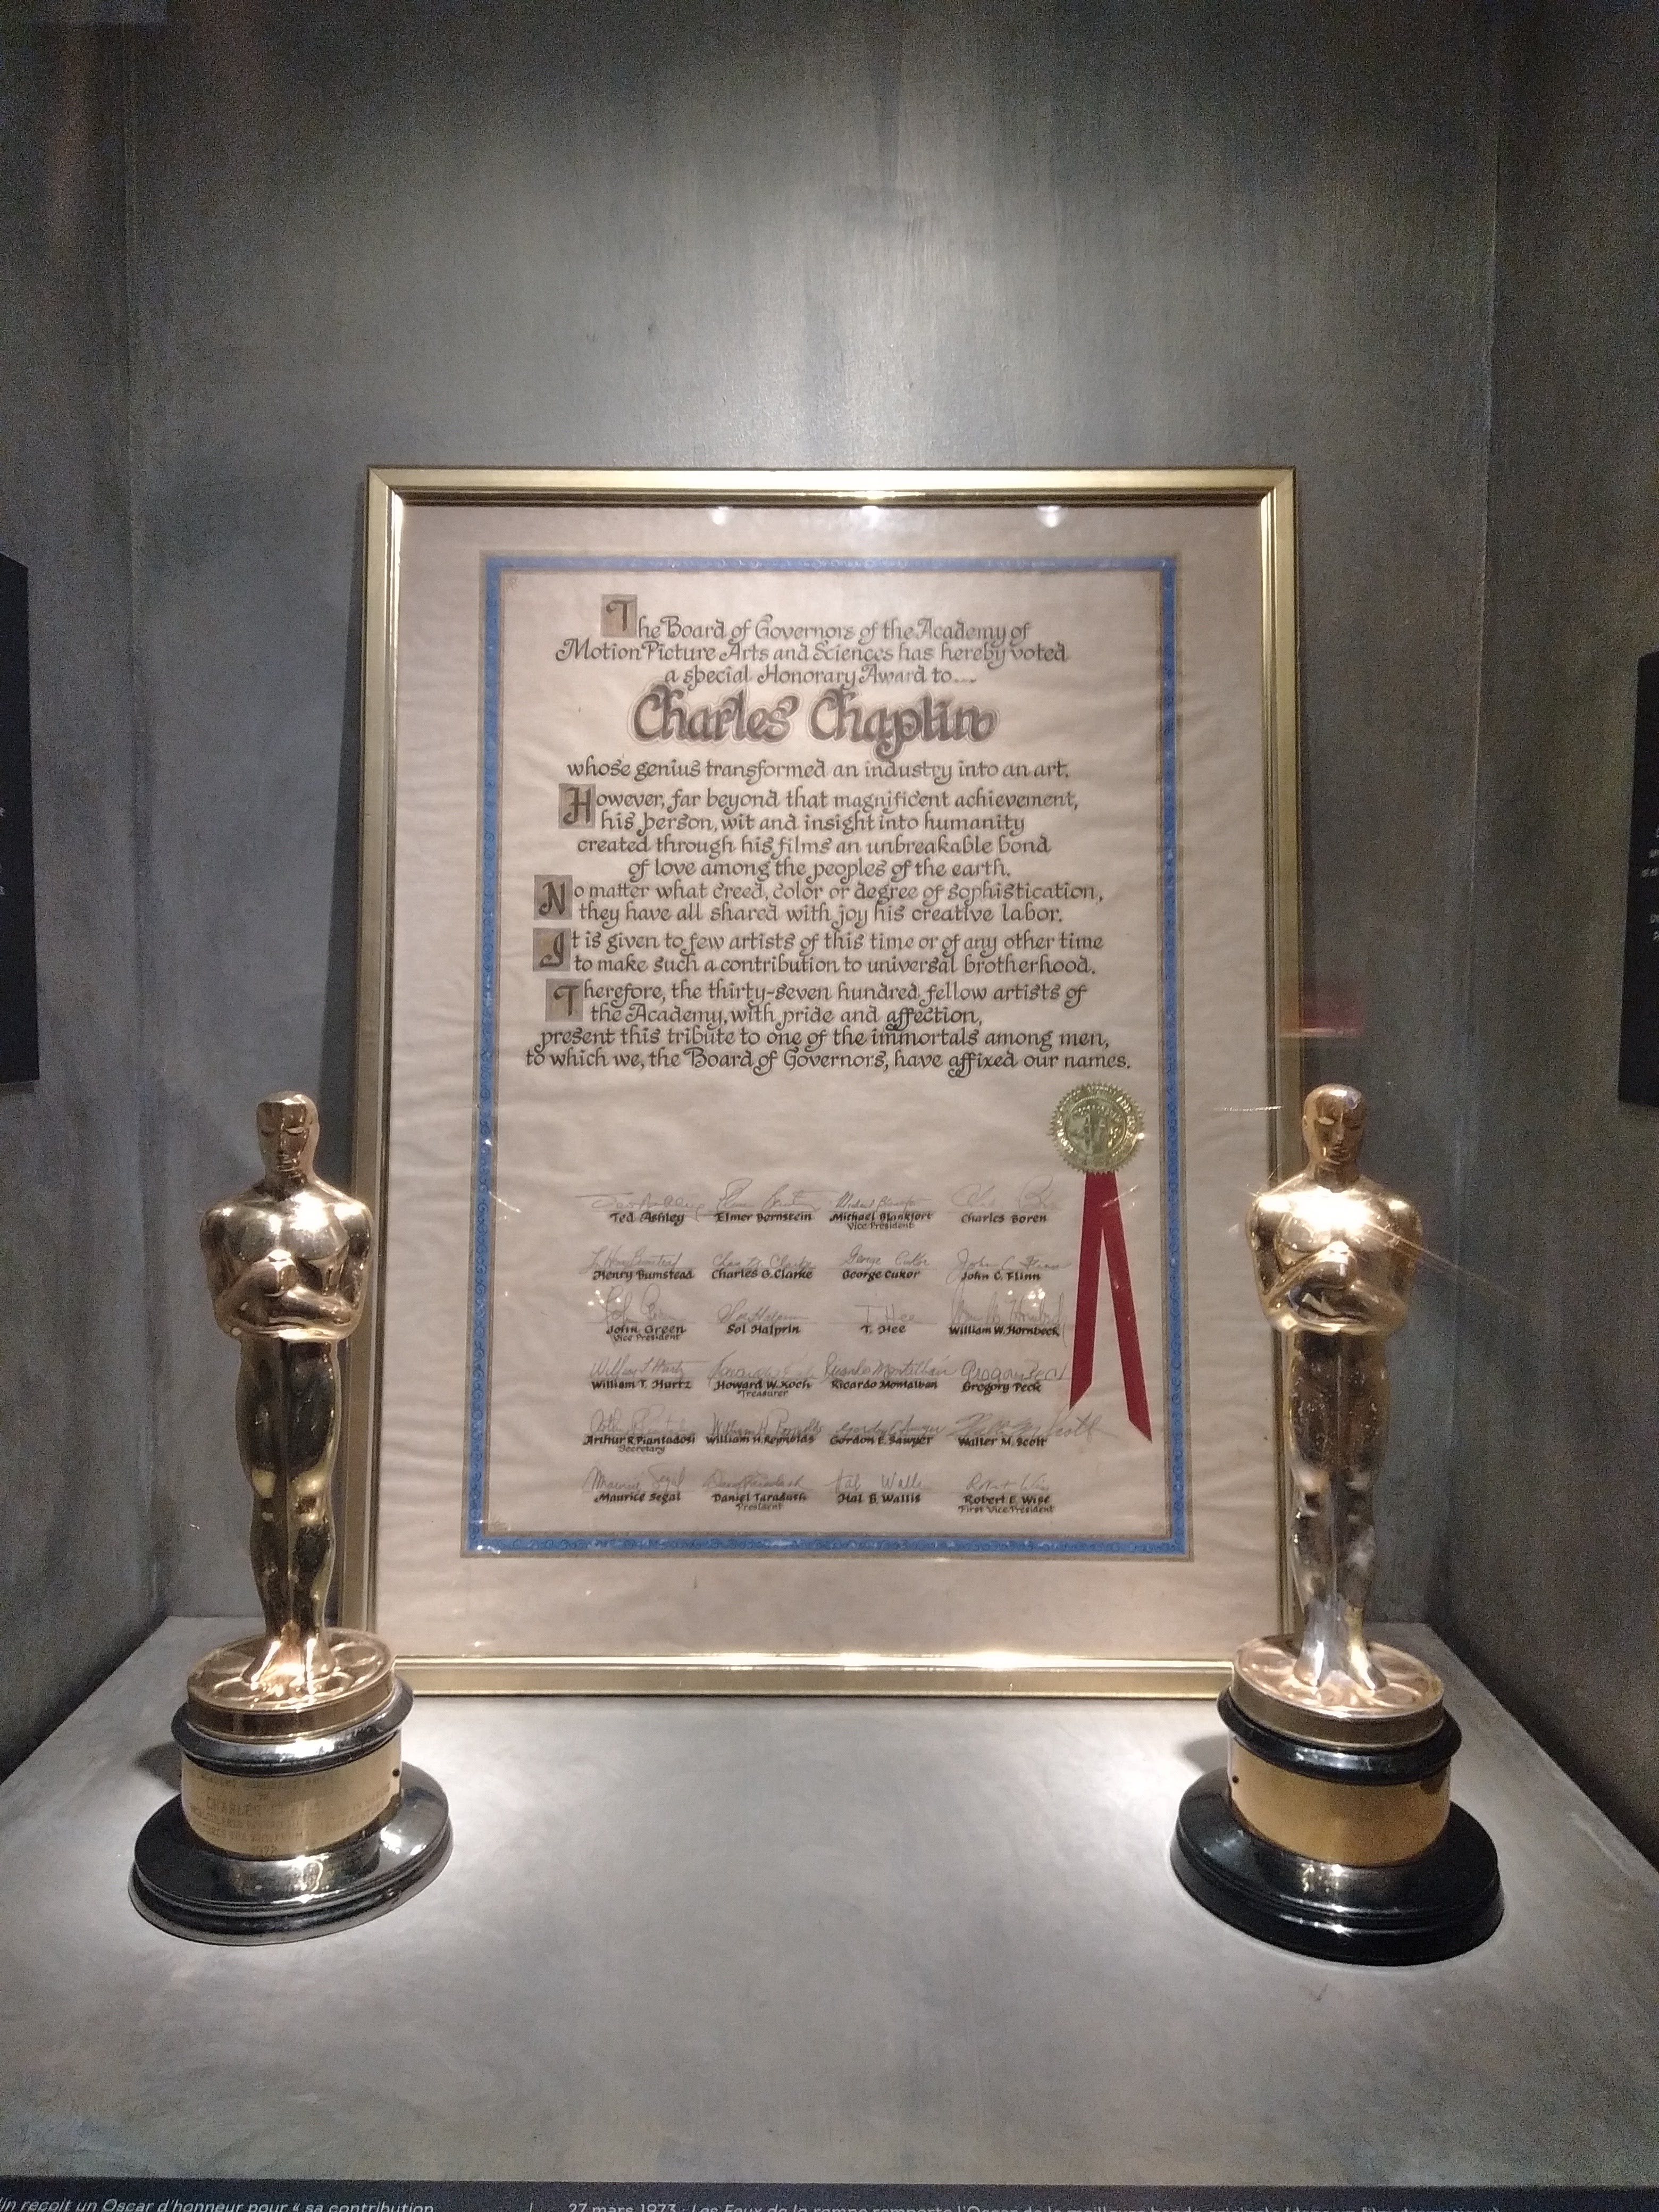 The Board of Governors of the Academy of
Motion Picture Arts and Sciences has hereby voted
a special Honorary Award to....
Charles Chaplin
whose genius transformed an industry into an art.
However, far beyond that magnificent achievement,
his person, wit and insight into humanity
created through his films an unbreakable bond
of love among the peoples of the earth.
No matter what creed, color or degree of sophistication,
they have all shared with joy his creative labor.
It is given to few artists of this time or of any other time
to make such a contribution to universal brotherhood.
Therefore, the thirty-seven hundred fellow artists of
the Academy, with pride and affection,
present this tribute to one of the immortals among men,
to which we, the Board of Governors, have affixed our names.
Ted Ashley Elmer Bernstein Michael Blankfort Charles Boren
Vice President
Henry Bumstead Charles G. Clarke George Cukor John C. Flinn
John Green Sol Halprin T. Hee William W. Hornbeck
Vice President
William T. Hurtz Howard W. Koch Ricardo Montalban Gregory Peck
Treasurer
Arthur R. Piantadosi William H. Reynolds Gordon E. Sawyer Walter M. Scott
Secretary
Maurice Segal Daniel Taradash Hal B. Wallis Robert E. Wise
President First Vice President
CHARLES
reçoit un Oscar d'honneur pour « sa contribution
27 mars 1973 : Les Feux de la rampe remporte l'Oscar de la meilleure bande originale